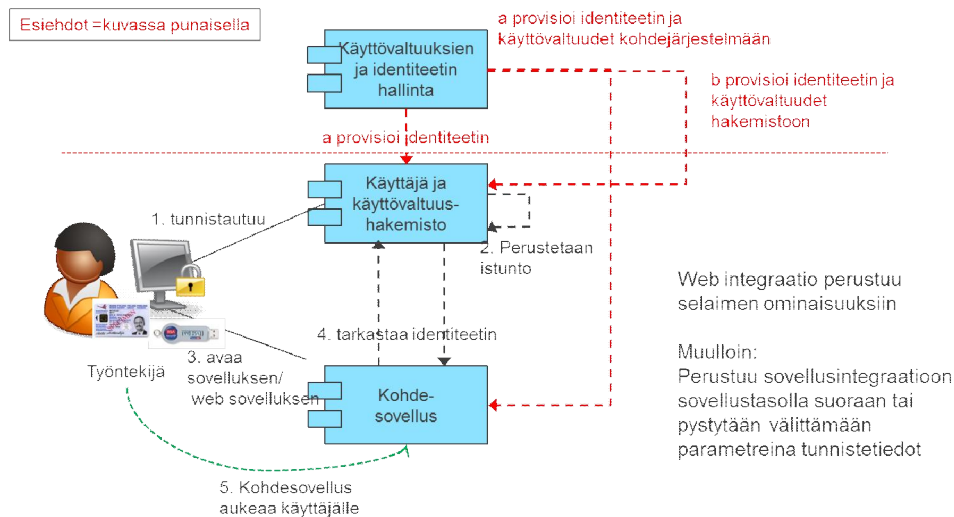 Esiehdot =kuvassa punaisella
a provisioi identiteetin ja
käyttövaltuudet kohdejärjestelmään
Käyttövaltuuksien
ja identiteetin
hallinta
b provisioi identiteetin ja
käyttövaltuudet
hakemistoon
a provisioi identiteetin
Käyttäjä ja
käyttövaltuus-
hakemisto
1. tunnistautuu
2. Perustetaan
istunto
Web integraatio perustuu
selaimen ominaisuuksiin
4. tarkastaa identiteetin
3. avaa
sovelluksen/
web sovelluksen
Työntekijä
Muulloin:
Perustuu sovellusintegraatioon
sovellustasolla suoraan tai
pystytään välittämään
parametreina tunnistetiedot
Kohde-
sovellus
5. Kohdesovellus
aukeaa käyttäjälle